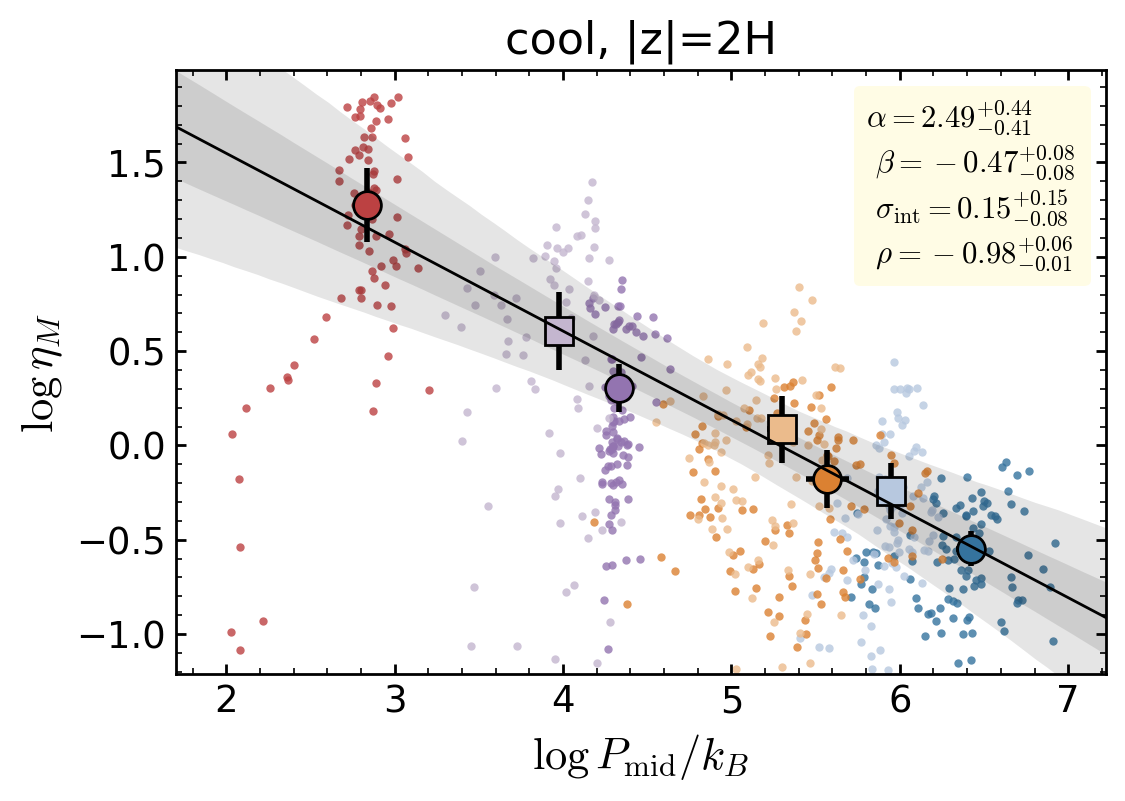 cool, |z|=2H
α = 2.49^{+0.44}_{-0.41}
β = −0.47^{+0.08}_{-0.08}
σ_int = 0.15^{+0.15}_{-0.08}
ρ = −0.98^{+0.06}_{-0.01}
log η_M
1.5
1.0
0.5
0.0
−0.5
−1.0
2 3 4 5 6 7
log P_mid/k_B